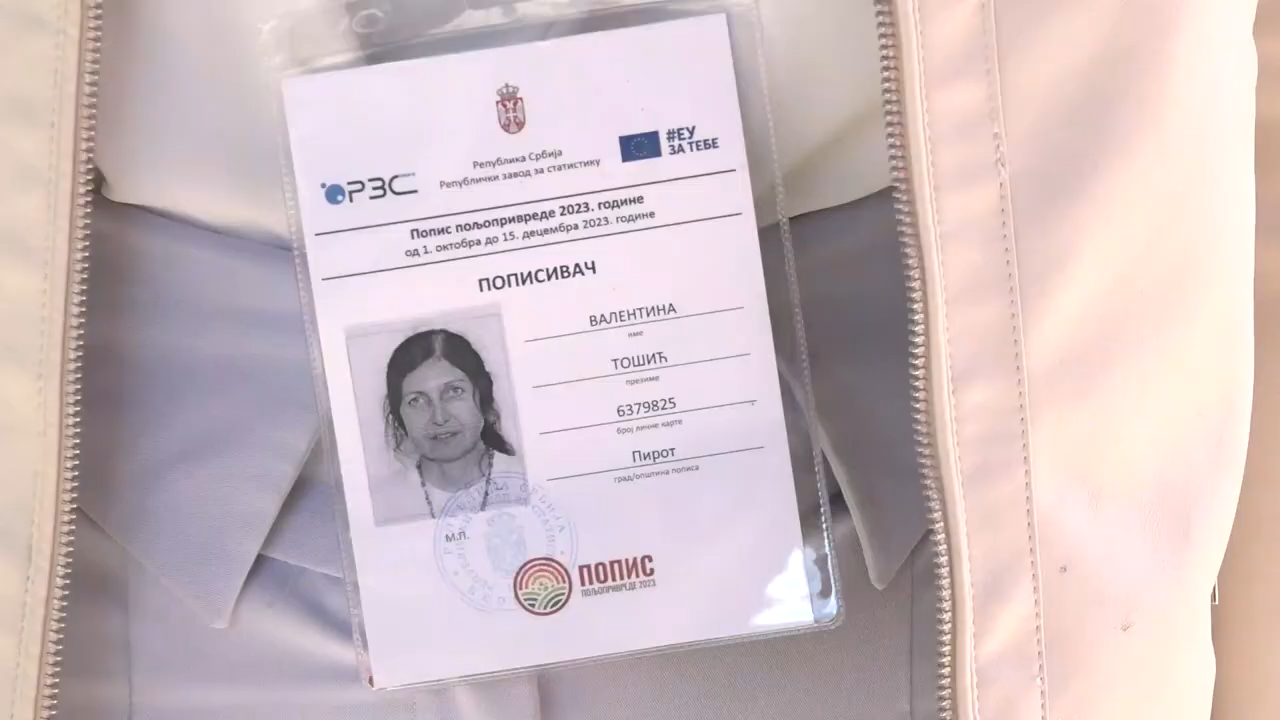 #ЕУ
ЗА ТЕБЕ
Република Србија
Републички завод за статистику
РЗС
Попис пољопривреде 2023. године
од 1. октобра до 15. децембра 2023. године
ПОПИСИВАЧ
ВАЛЕНТИНА
име
ТОШИЋ
презиме
6379825
број личне карте
Пирот
град/општина пописа
М.П.
ПОПИС
ПОЉОПРИВРЕДЕ 2023